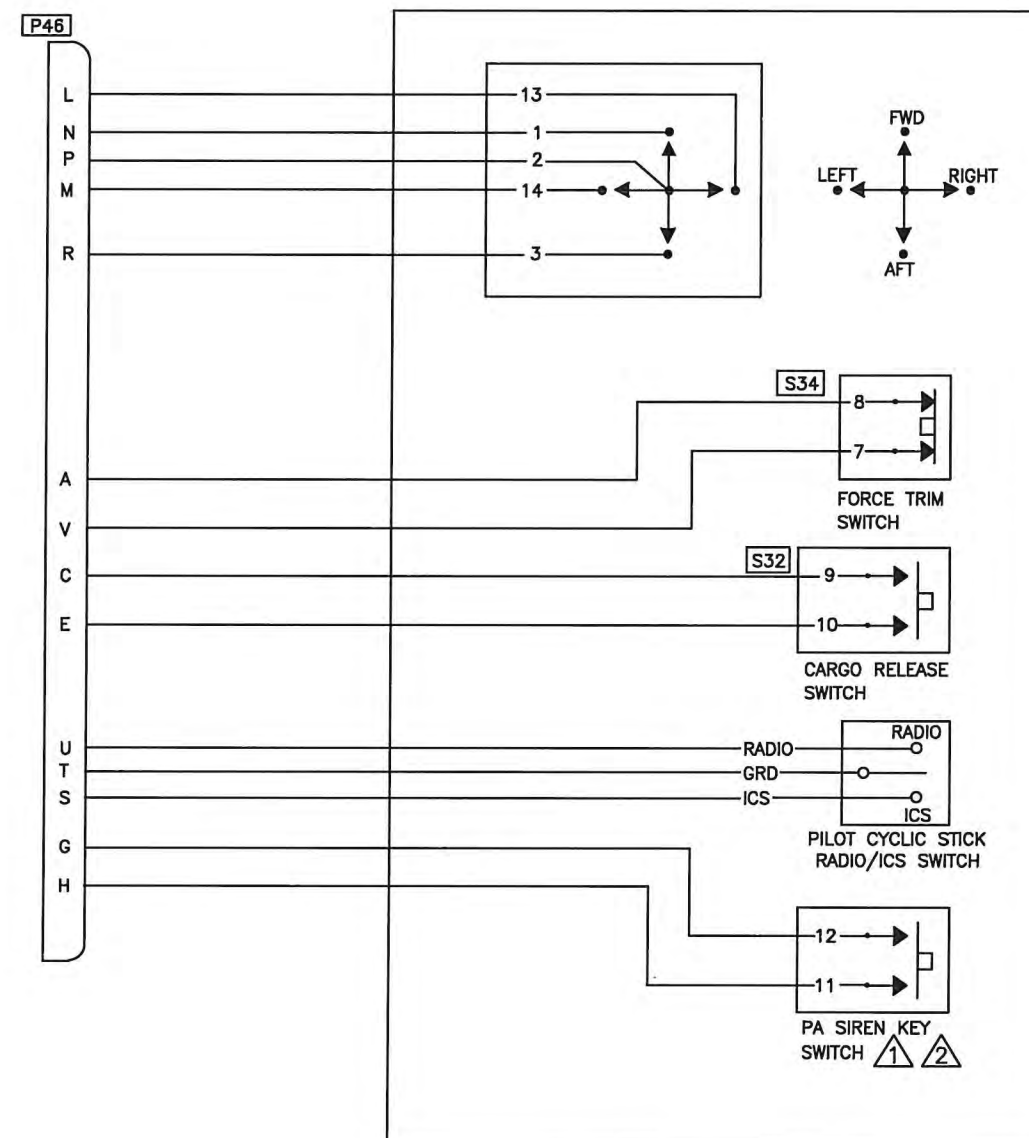 P46
L 13
N 1
P 2
M 14
R 3
FWD
LEFT RIGHT
AFT
S34
8
A 7
FORCE TRIM
SWITCH
V
S32
C 9
E 10
CARGO RELEASE
SWITCH
RADIO
U RADIO
T GRD
S ICS
ICS
PILOT CYCLIC STICK
RADIO/ICS SWITCH
G
H
12
11
PA SIREN KEY
SWITCH 1 2